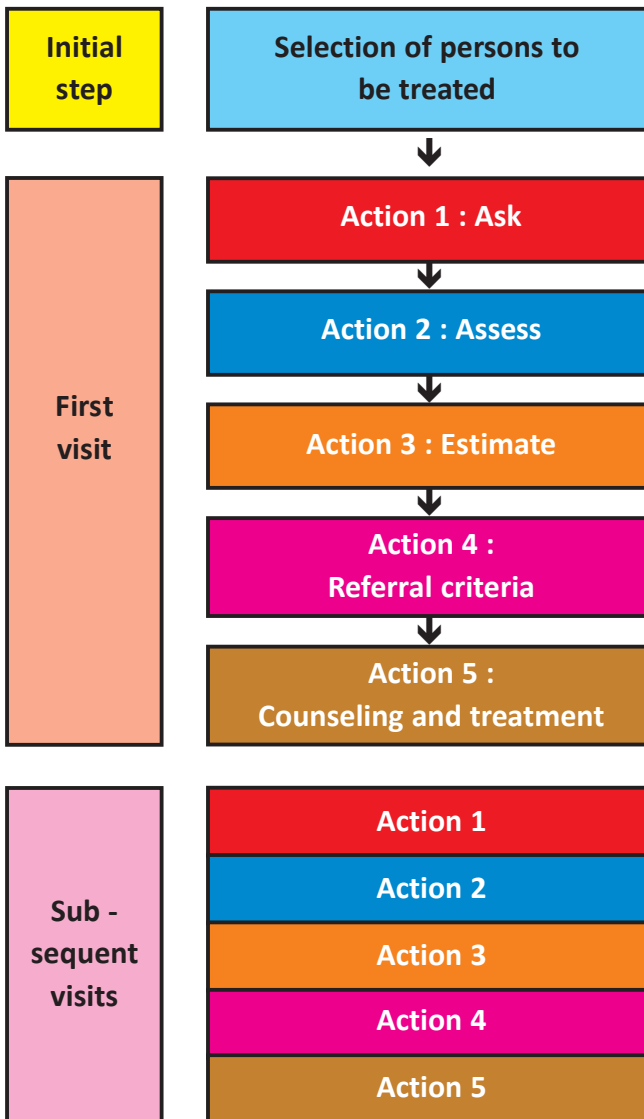 Initial
step
Selection of persons to
be treated
First
visit
Action 1 : Ask
Action 2 : Assess
Action 3 : Estimate
Action 4 :
Referral criteria
Action 5 :
Counseling and treatment
Sub -
sequent
visits
Action 1
Action 2
Action 3
Action 4
Action 5